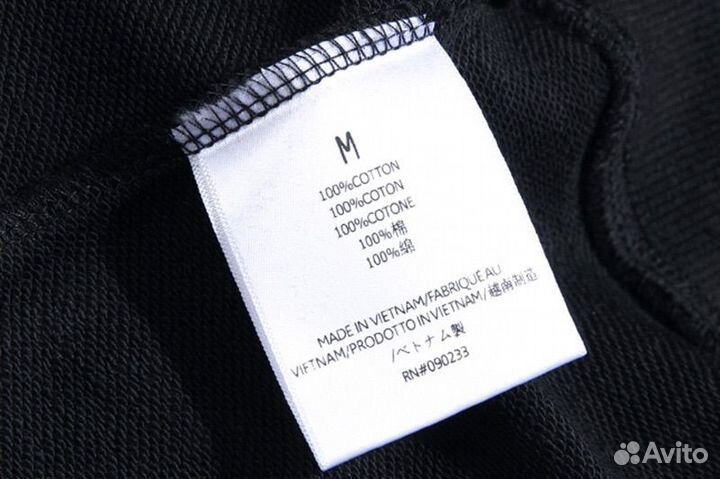 M
100%COTTON
100%COTON
100%COTONE
100%棉
100%綿
MADE IN VIETNAM/FABRIQUE AU
VIETNAM/PRODOTTO IN VIETNAM/越南制造
/ベトナム製
RN#090233
Avito